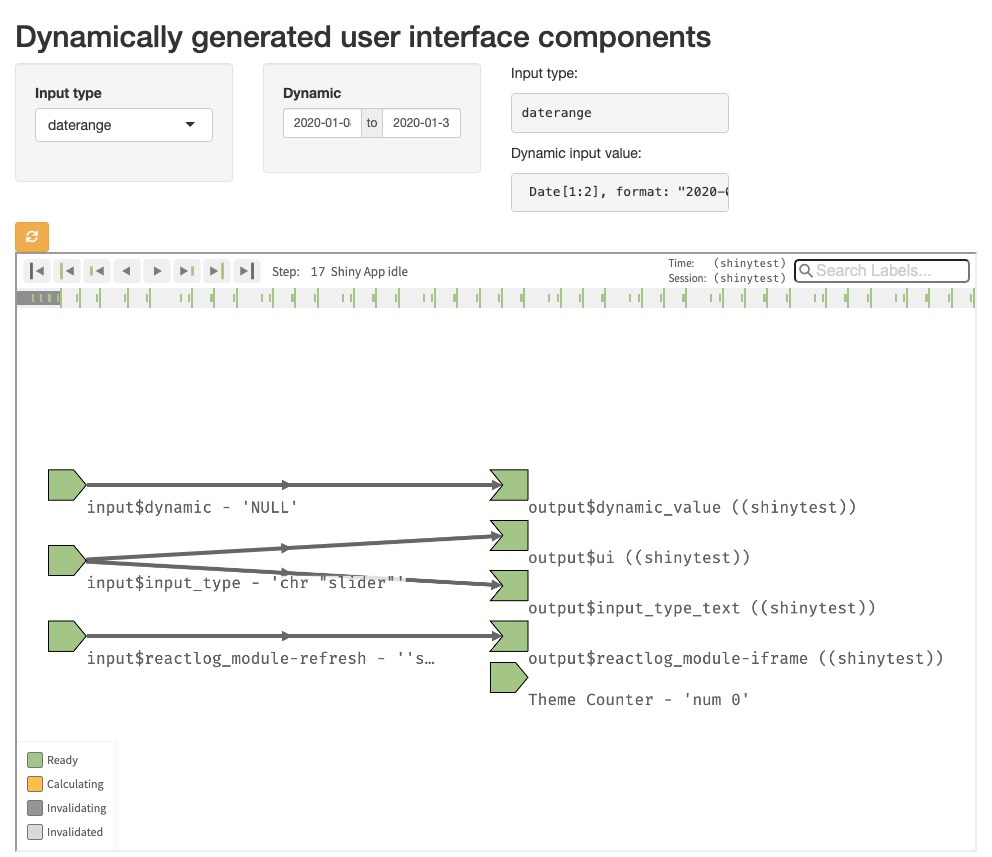 Dynamically generated user interface components
Input type
daterange
Dynamic
2020-01-0
to
2020-01-3
Input type:
daterange
Dynamic input value:
Date[1:2], format: "2020-0
Step: 17 Shiny App idle
Time: (shinytest)
Session: (shinytest)
Search Labels...
input$dynamic - 'NULL'
output$dynamic_value ((shinytest))
output$ui ((shinytest))
input$input_type - 'chr "slider"'
output$input_type_text ((shinytest))
input$reactlog_module-refresh - ''s…
output$reactlog_module-iframe ((shinytest))
Theme Counter - 'num 0'
Ready
Calculating
Invalidating
Invalidated